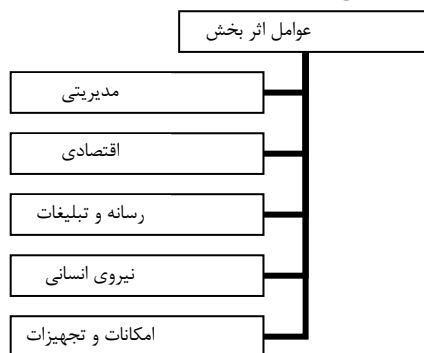 عوامل اثر بخش
مدیریتی
اقتصادی
رسانه و تبلیغات
نیروی انسانی
امکانات و تجهیزات